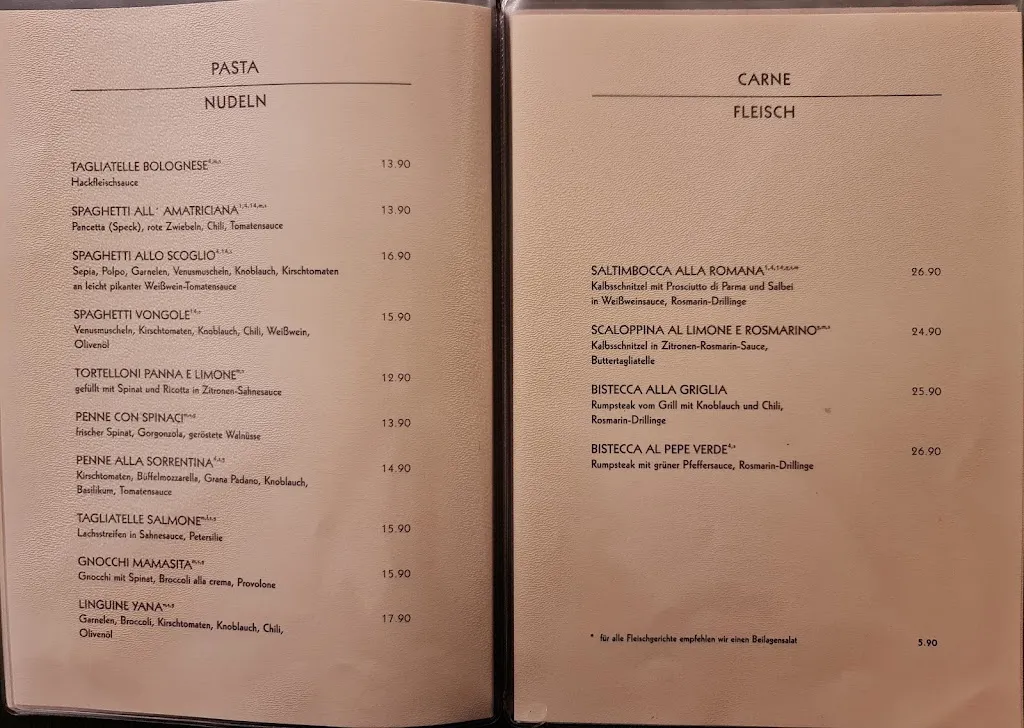 PASTA
NUDELN
TAGLIATELLE BOLOGNESE 13.90
Hackfleischsauce
SPAGHETTI ALL' AMATRICIANA 13.90
Pancetta (Speck), rote Zwiebeln, Chili, Tomatensauce
SPAGHETTI ALLO SCOGLIO 16.90
Sepia, Polpo, Garnelen, Venusmuscheln, Knoblauch, Kirschtomaten
an leicht pikanter Weißwein-Tomatensauce
SPAGHETTI VONGOLE 15.90
Venusmuscheln, Kirschtomaten, Knoblauch, Chili, Weißwein,
Olivenöl
TORTELLONI PANNA E LIMONE 12.90
gefüllt mit Spinat und Ricotta in Zitronen-Sahnesauce
PENNE CON SPINACI 13.90
frischer Spinat, Gorgonzola, geröstete Walnüsse
PENNE ALLA SORRENTINA 14.90
Kirschtomaten, Büffelmozzarella, Grana Padano, Knoblauch,
Basilikum, Tomatensauce
TAGLIATELLE SALMONE 15.90
Lachsstreifen in Sahnesauce, Petersilie
GNOCCHI MAMASITA 15.90
Gnocchi mit Spinat, Broccoli alla crema, Provolone
LINGUINE YANA 17.90
Garnelen, Broccoli, Kirschtomaten, Knoblauch, Chili,
Olivenöl
CARNE
FLEISCH
SALTIMBOCCA ALLA ROMANA 26.90
Kalbsschnitzel mit Prosciutto di Parma und Salbei
in Weißweinsauce, Rosmarin-Drillinge
SCALOPPINA AL LIMONE E ROSMARINO 24.90
Kalbsschnitzel in Zitronen-Rosmarin-Sauce,
Buttertagliatelle
BISTECCA ALLA GRIGLIA 25.90
Rumpsteak vom Grill mit Knoblauch und Chili,
Rosmarin-Drillinge
BISTECCA AL PEPE VERDE 26.90
Rumpsteak mit grüner Pfeffersauce, Rosmarin-Drillinge
* für alle Fleischgerichte empfehlen wir einen Beilagensalat 5.90